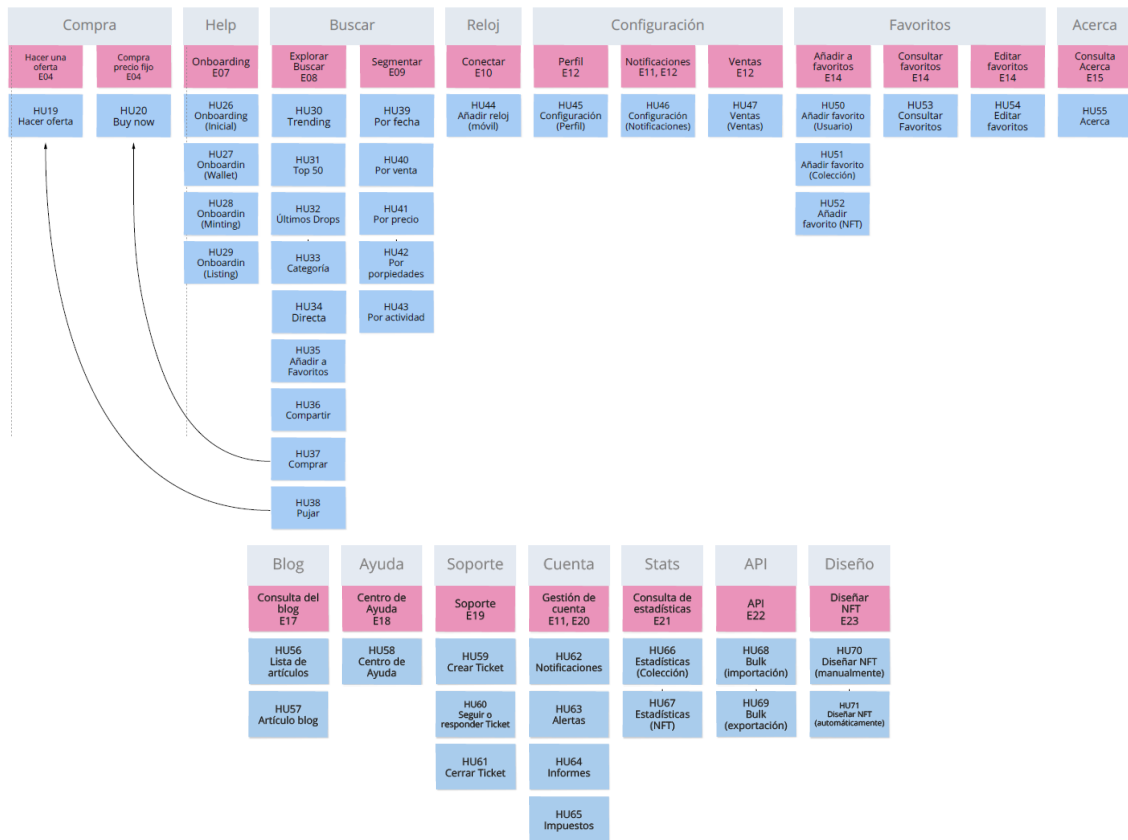 Compra
Help
Buscar
Reloj
Configuración
Favoritos
Acerca
Hacer una
oferta
E04
Compra
precio fijo
E04
Onboarding
E07
Explorar
Buscar
E08
Segmentar
E09
Conectar
E10
Perfil
E12
Notificaciones
E11, E12
Ventas
E12
Añadir a
favoritos
E14
Consultar
favoritos
E14
Editar
favoritos
E14
Consulta
Acerca
E15
HU19
Hacer oferta
HU20
Buy now
HU26
Onboarding
(Inicial)
HU30
Trending
HU39
Por fecha
HU44
Añadir reloj
(móvil)
HU45
Configuración
(Perfil)
HU46
Configuración
(Notificaciones)
HU47
Ventas
(Ventas)
HU50
Añadir favorito
(Usuario)
HU53
Consultar
Favoritos
HU54
Editar
favoritos
HU55
Acerca
HU27
Onboardin
(Wallet)
HU31
Top 50
HU40
Por venta
HU51
Añadir favorito
(Colección)
HU28
Onboardin
(Minting)
HU32
Últimos Drops
HU41
Por precio
HU52
Añadir
favorito (NFT)
HU29
Onboardin
(Listing)
HU33
Categoría
HU42
Por
porpiedades
HU34
Directa
HU43
Por actividad
HU35
Añadir a
Favoritos
HU36
Compartir
HU37
Comprar
HU38
Pujar
Blog
Ayuda
Soporte
Cuenta
Stats
API
Diseño
Consulta del
blog
E17
Centro de
Ayuda
E18
Soporte
E19
Gestión de
cuenta
E11, E20
Consulta de
estadísticas
E21
API
E22
Diseñar
NFT
E23
HU56
Lista de
artículos
HU58
Centro de
Ayuda
HU59
Crear Ticket
HU62
Notificaciones
HU66
Estadísticas
(Colección)
HU68
Bulk
(importación)
HU70
Diseñar NFT
(manualmente)
HU57
Artículo blog
HU60
Seguir o
responder Ticket
HU63
Alertas
HU67
Estadísticas
(NFT)
HU69
Bulk
(exportación)
HU71
Diseñar NFT
(automáticamente)
HU61
Cerrar Ticket
HU64
Informes
HU65
Impuestos